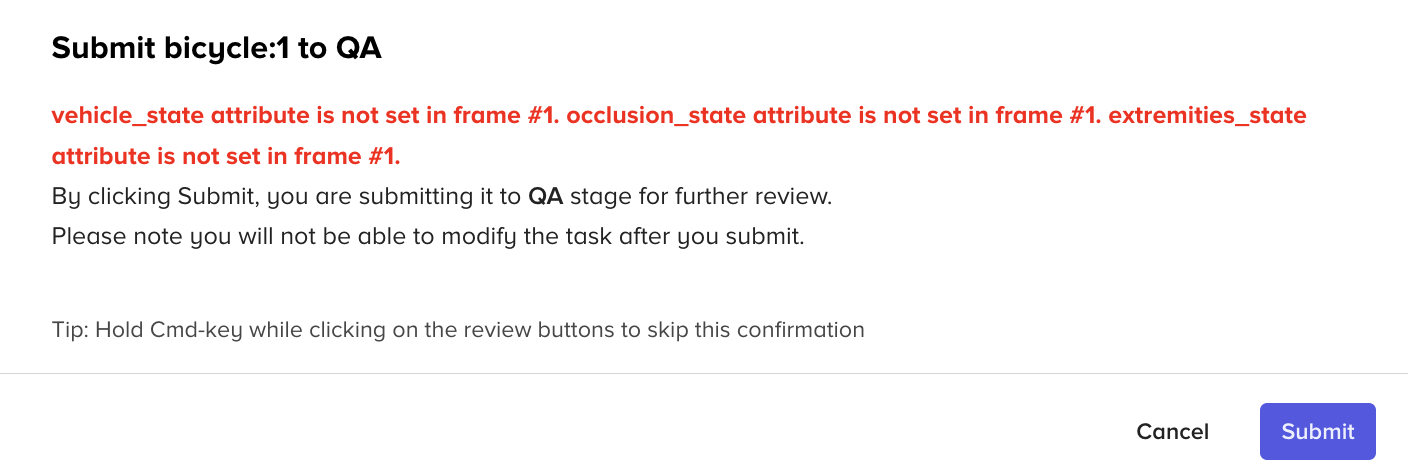 Submit bicycle:1 to QA
vehicle_state attribute is not set in frame #1. occlusion_state attribute is not set in frame #1. extremities_state
attribute is not set in frame #1.
By clicking Submit, you are submitting it to QA stage for further review.
Please note you will not be able to modify the task after you submit.
Tip: Hold Cmd-key while clicking on the review buttons to skip this confirmation
Cancel
Submit